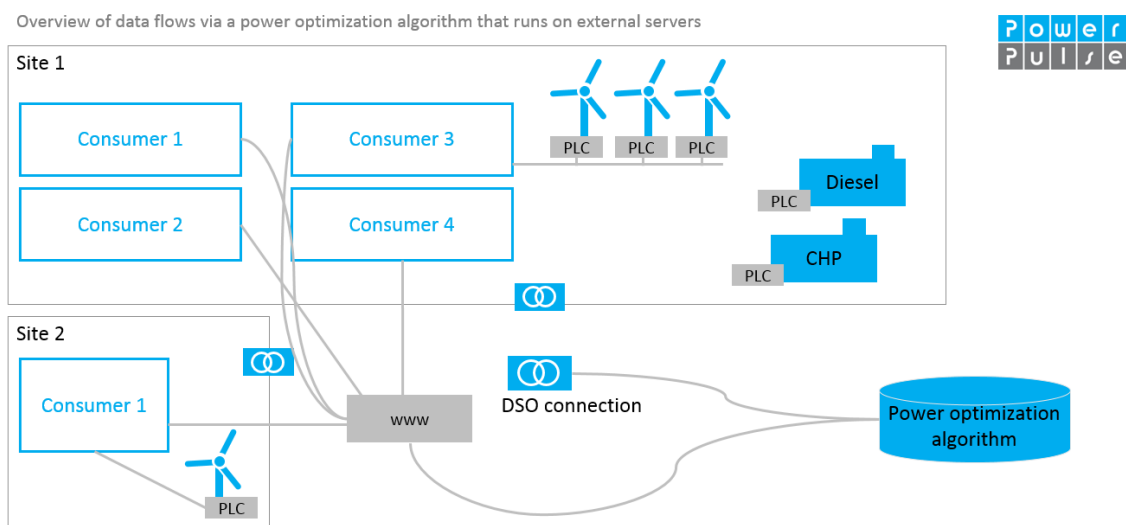 Overview of data flows via a power optimization algorithm that runs on external servers
Power
Pulse
Site 1
Consumer 1
Consumer 3
PLC
PLC
PLC
Diesel
PLC
Consumer 2
Consumer 4
CHP
PLC
Site 2
Consumer 1
PLC
www
DSO connection
Power optimization
algorithm